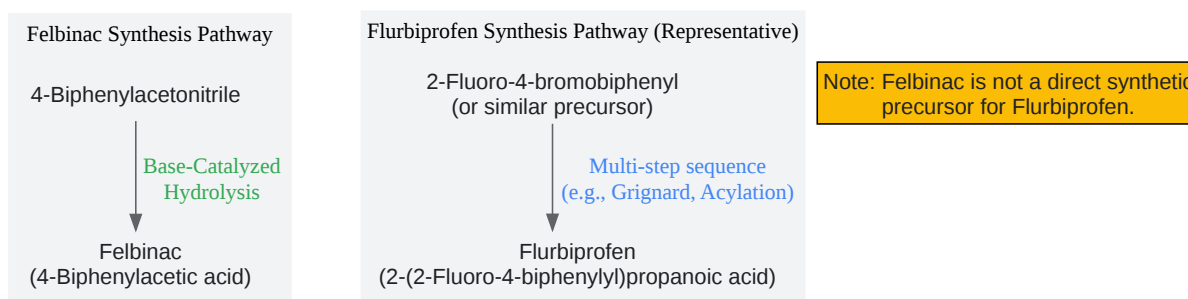 Felbinac Synthesis Pathway
4-Biphenylacetonitrile
Base-Catalyzed
Hydrolysis
Felbinac
(4-Biphenylacetic acid)
Flurbiprofen Synthesis Pathway (Representative)
2-Fluoro-4-bromobiphenyl
(or similar precursor)
Multi-step sequence
(e.g., Grignard, Acylation)
Flurbiprofen
(2-(2-Fluoro-4-biphenylyl)propanoic acid)
Note: Felbinac is not a direct synthetic
precursor for Flurbiprofen.